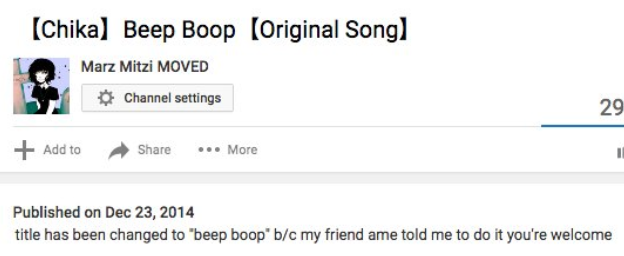 【Chika】 Beep Boop 【Original Song】
Marz Mitzi MOVED
Channel settings
29
Add to Share More
Published on Dec 23, 2014
title has been changed to "beep boop" b/c my friend ame told me to do it you're welcome